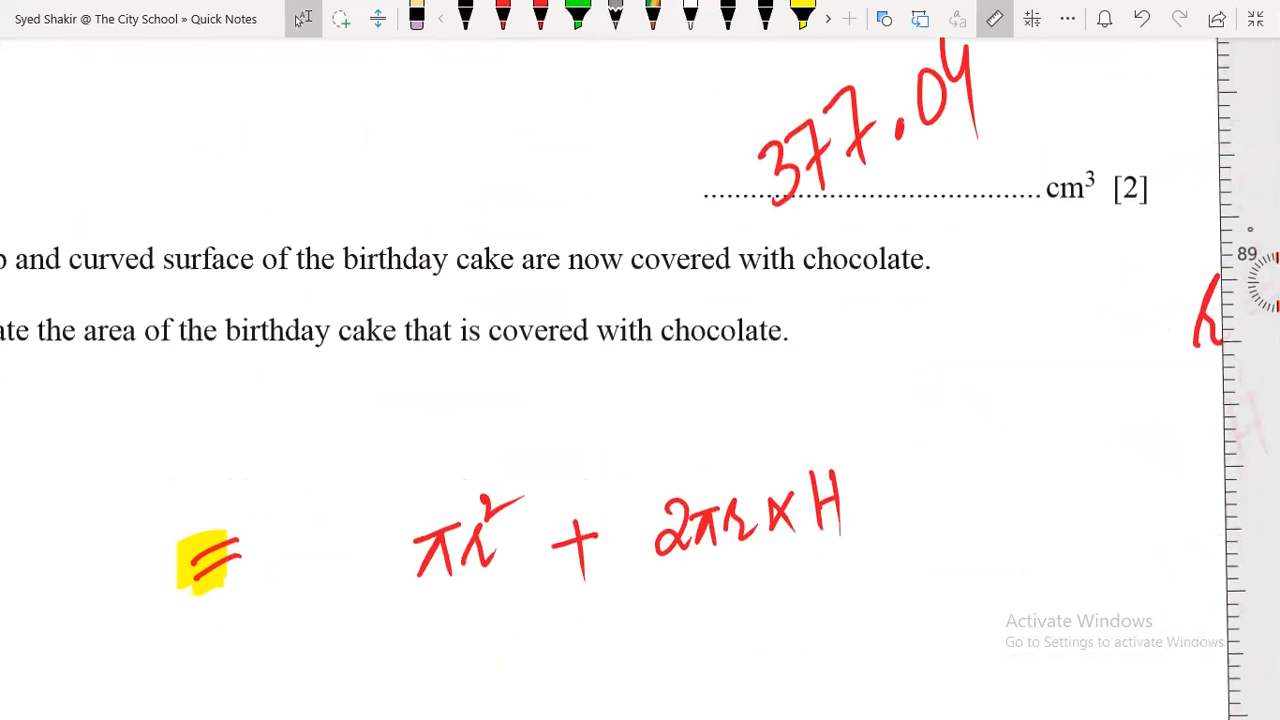 Syed Shakir @ The City School » Quick Notes
377.04
........................................... cm³ [2]
and curved surface of the birthday cake are now covered with chocolate.
89
ate the area of the birthday cake that is covered with chocolate.
= πr² + 2πr × H
Activate Windows
Go to Settings to activate Windows.